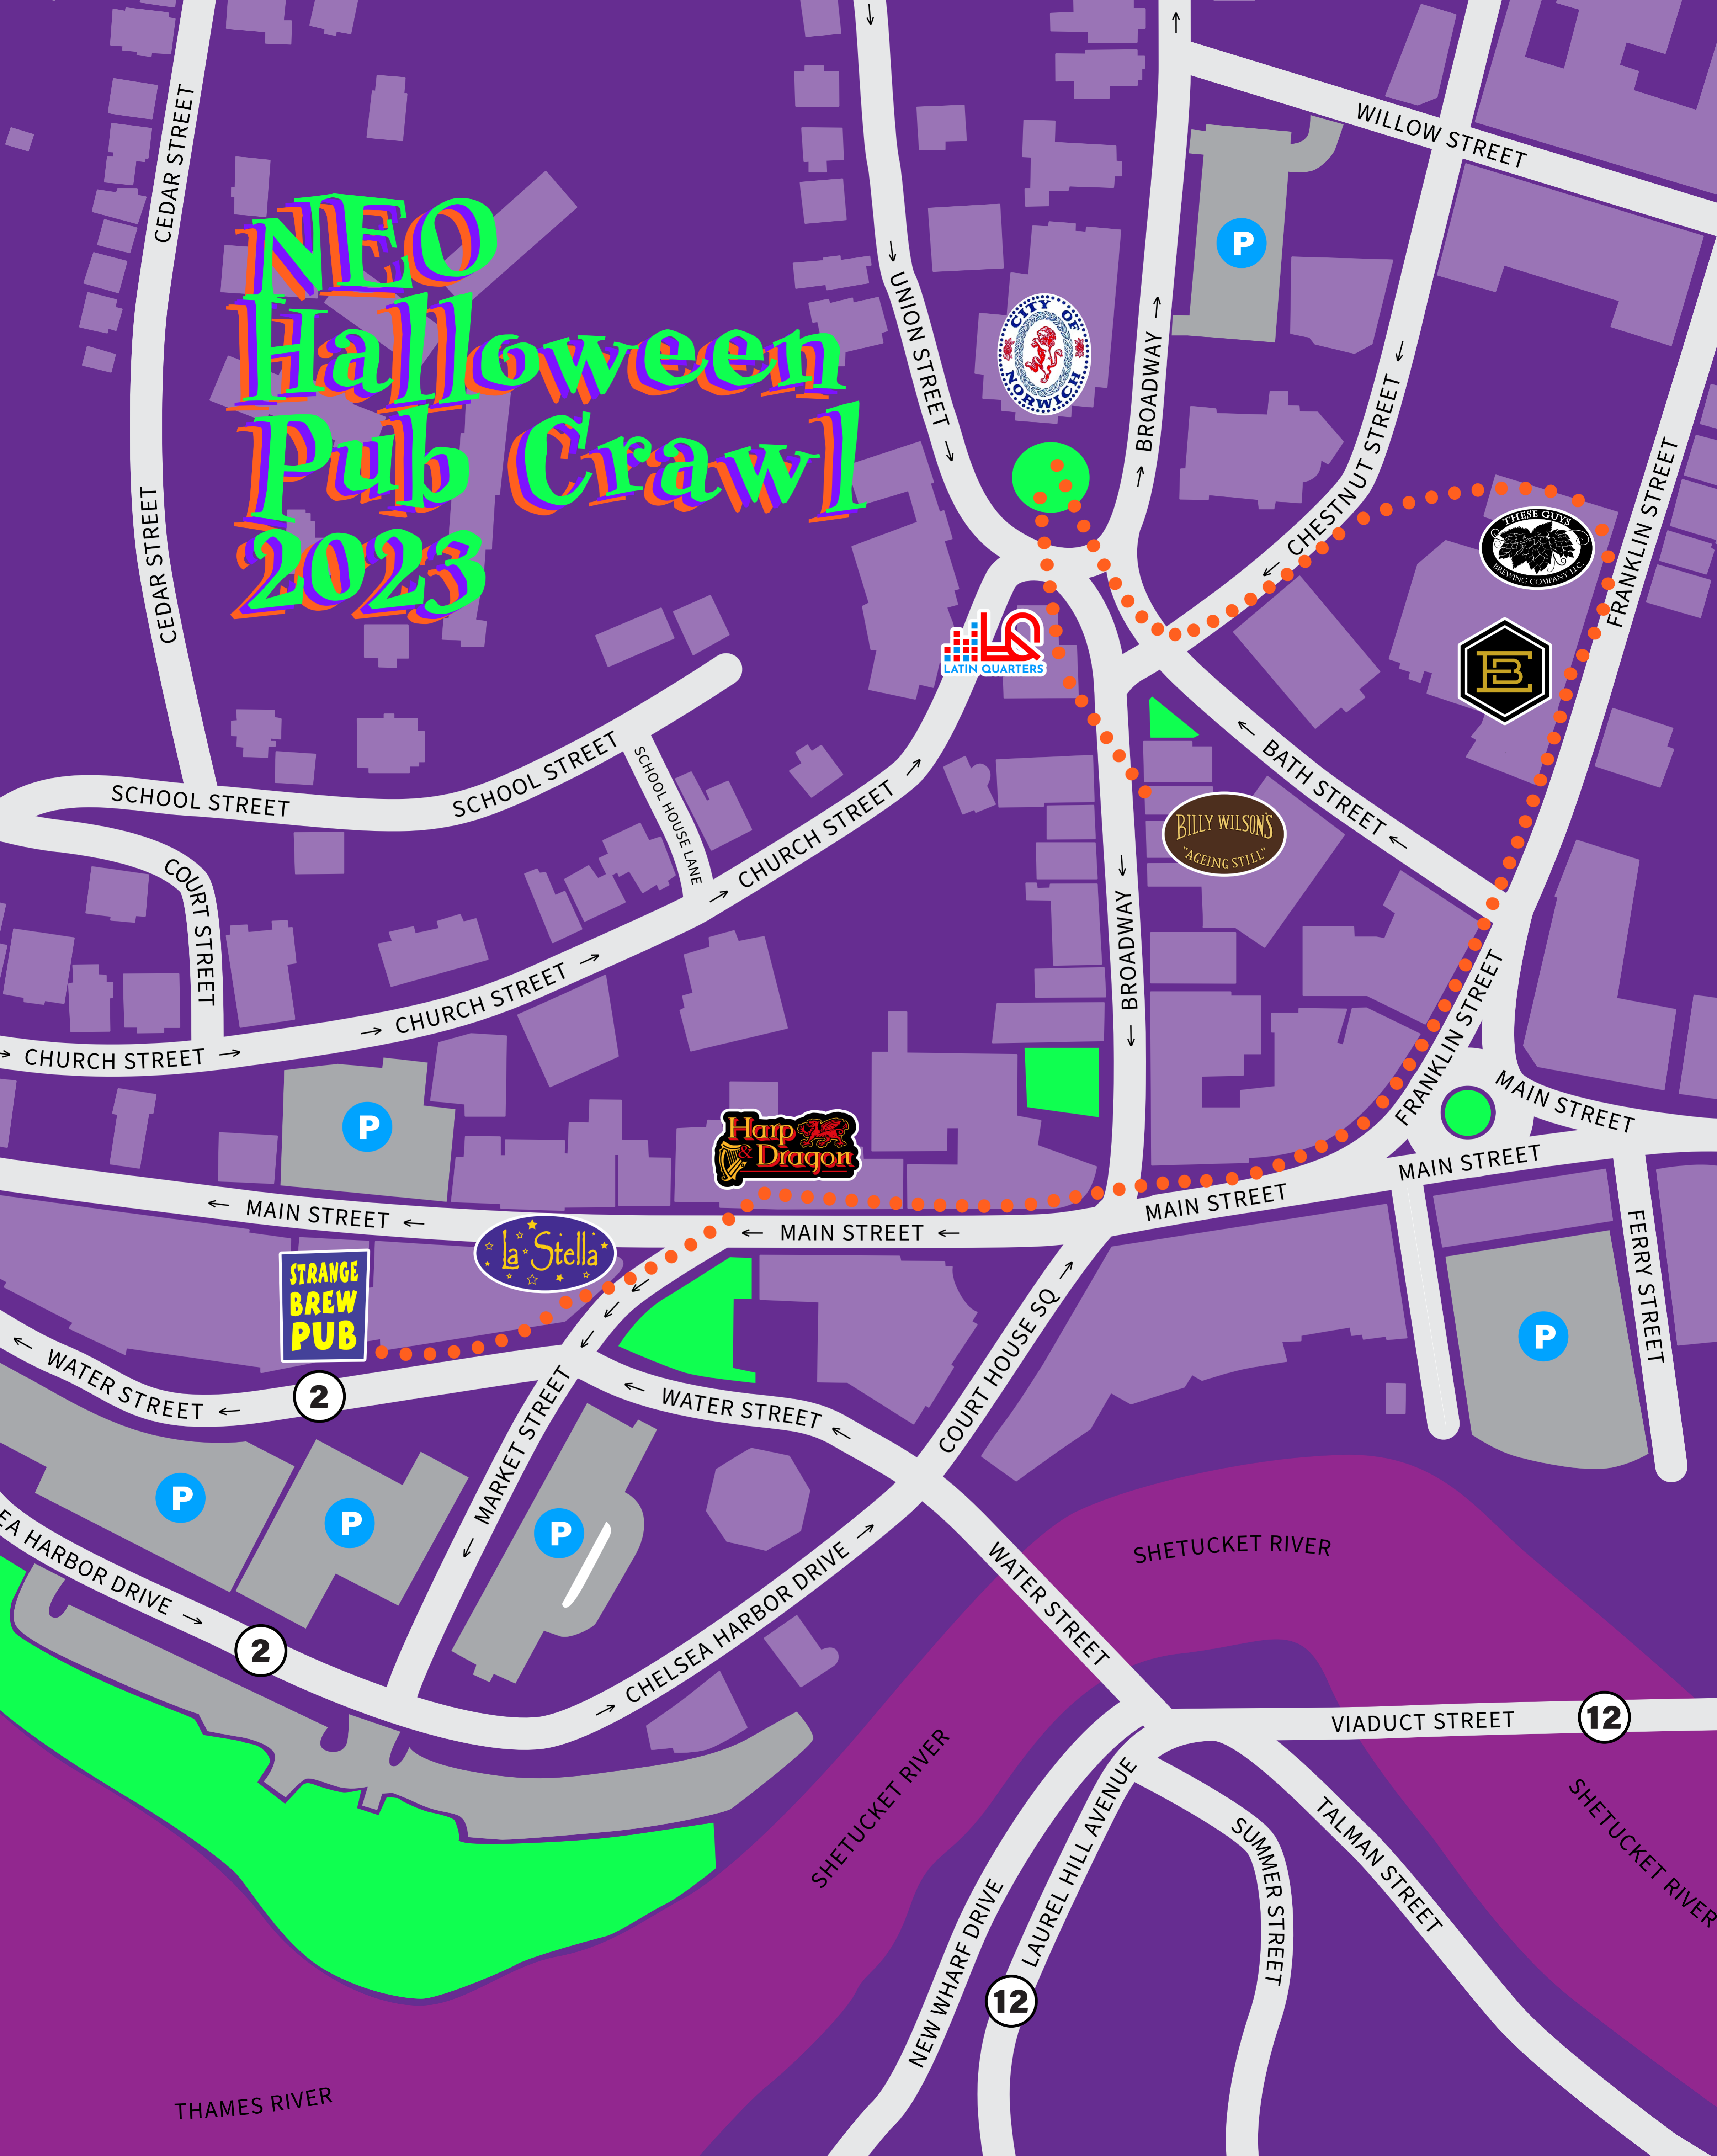 NEO
Halloween
Pub Crawl
2023
CEDAR STREET
CEDAR STREET
UNION STREET
CITY OF
NORWICH
BROADWAY
WILLOW STREET
P
CHESTNUT STREET
THESE GUYS
BREWING COMPANY LLC.
FRANKLIN STREET
EB
LQ
LATIN QUARTERS
SCHOOL STREET
SCHOOL STREET
SCHOOL HOUSE LANE
BATH STREET
BILLY WILSON'S
"AGEING STILL"
CHURCH STREET
COURT STREET
BROADWAY
CHURCH STREET
CHURCH STREET
FRANKLIN STREET
P
Harp
& Dragon
MAIN STREET
MAIN STREET
MAIN STREET
MAIN STREET
MAIN STREET
La Stella
STRANGE
BREW
PUB
FERRY STREET
P
COURT HOUSE SQ
WATER STREET
2
WATER STREET
MARKET STREET
P
P
P
EA HARBOR DRIVE
2
CHELSEA HARBOR DRIVE
WATER STREET
SHETUCKET RIVER
SHETUCKET RIVER
VIADUCT STREET
12
SHETUCKET RIVER
TALMAN STREET
SUMMER STREET
LAUREL HILL AVENUE
NEW WHARF DRIVE
12
THAMES RIVER